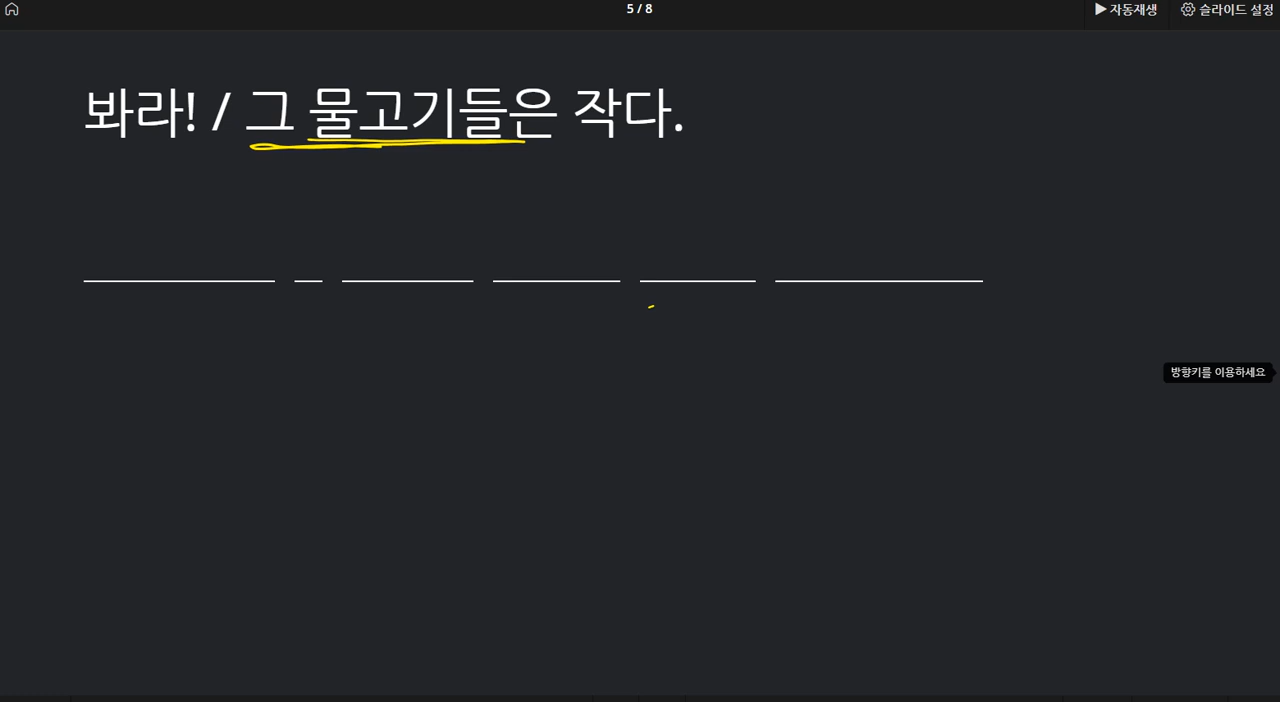 5 / 8
▶ 자동재생
슬라이드 설정
봐라! / 그 물고기들은 작다.
방향키를 이용하세요